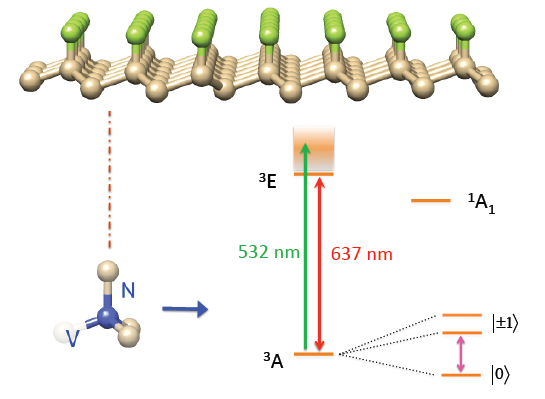 ³E
¹A₁
532 nm
637 nm
N
V
|±1⟩
³A
|0⟩